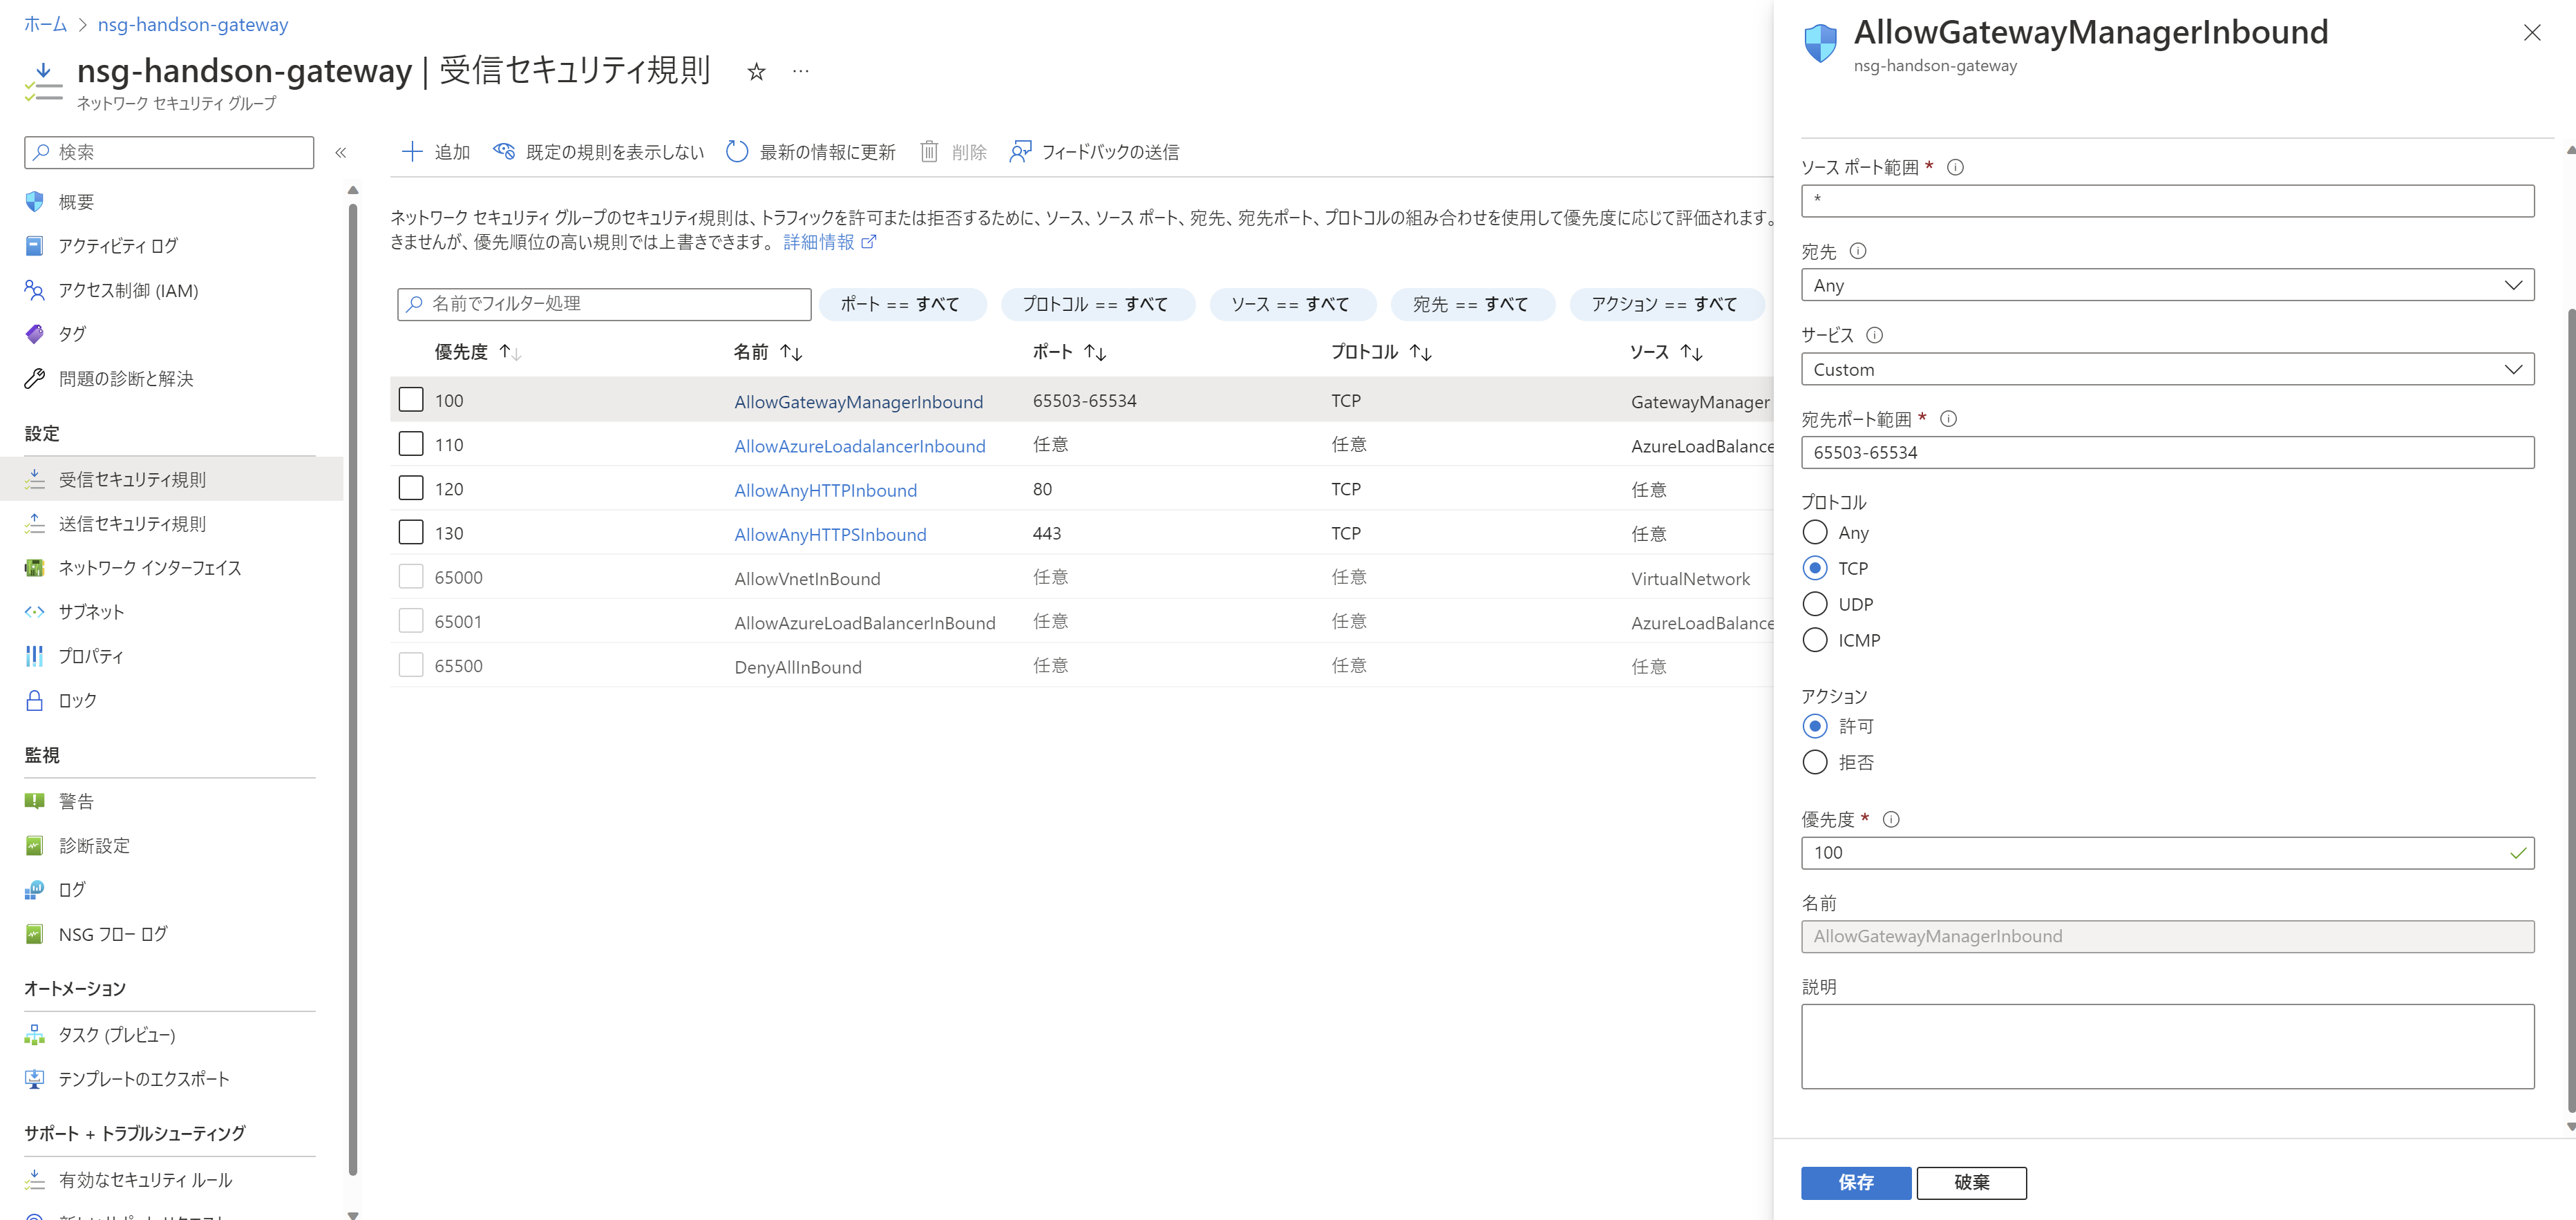 ホーム > nsg-handson-gateway
nsg-handson-gateway | 受信セキュリティ規則 ☆ …
ネットワーク セキュリティ グループ
検索
«
概要
アクティビティ ログ
アクセス制御 (IAM)
タグ
問題の診断と解決
設定
受信セキュリティ規則
送信セキュリティ規則
ネットワーク インターフェイス
サブネット
プロパティ
ロック
監視
警告
診断設定
ログ
NSG フロー ログ
オートメーション
タスク (プレビュー)
テンプレートのエクスポート
サポート + トラブルシューティング
有効なセキュリティ ルール
追加 既定の規則を表示しない 最新の情報に更新 削除 フィードバックの送信
ネットワーク セキュリティ グループのセキュリティ規則は、トラフィックを許可または拒否するために、ソース、ソース ポート、宛先、宛先ポート、プロトコルの組み合わせを使用して優先度に応じて評価されます。
きませんが、優先順位の高い規則では上書きできます。 詳細情報
名前でフィルター処理 ポート == すべて プロトコル == すべて ソース == すべて 宛先 == すべて アクション == すべて
優先度 ↑↓ 名前 ↑↓ ポート ↑↓ プロトコル ↑↓ ソース ↑↓
100 AllowGatewayManagerInbound 65503-65534 TCP GatewayManager
110 AllowAzureLoadalancerInbound 任意 任意 AzureLoadBalance
120 AllowAnyHTTPInbound 80 TCP 任意
130 AllowAnyHTTPSInbound 443 TCP 任意
65000 AllowVnetInBound 任意 任意 VirtualNetwork
65001 AllowAzureLoadBalancerInBound 任意 任意 AzureLoadBalance
65500 DenyAllInBound 任意 任意 任意
AllowGatewayManagerInbound
nsg-handson-gateway
ソース ポート範囲 *
*
宛先
Any
サービス
Custom
宛先ポート範囲 *
65503-65534
プロトコル
Any
TCP
UDP
ICMP
アクション
許可
拒否
優先度 *
100
名前
AllowGatewayManagerInbound
説明
保存 破棄